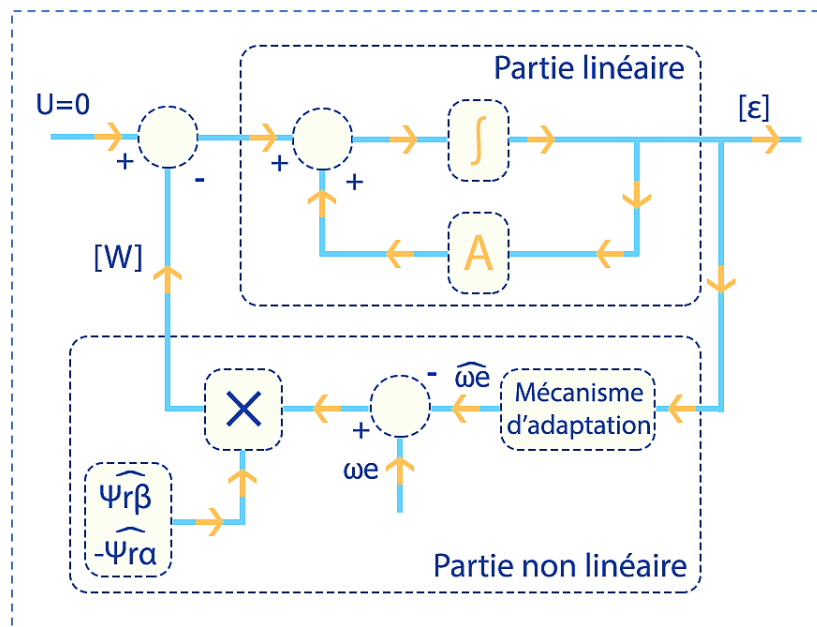 Partie linéaire
U=0
[ε]
+
-
+
+
∫
A
[W]
-
ω̂e
Mécanisme
d'adaptation
×
+
ωe
Ψ̂rβ
-Ψ̂rα
Partie non linéaire